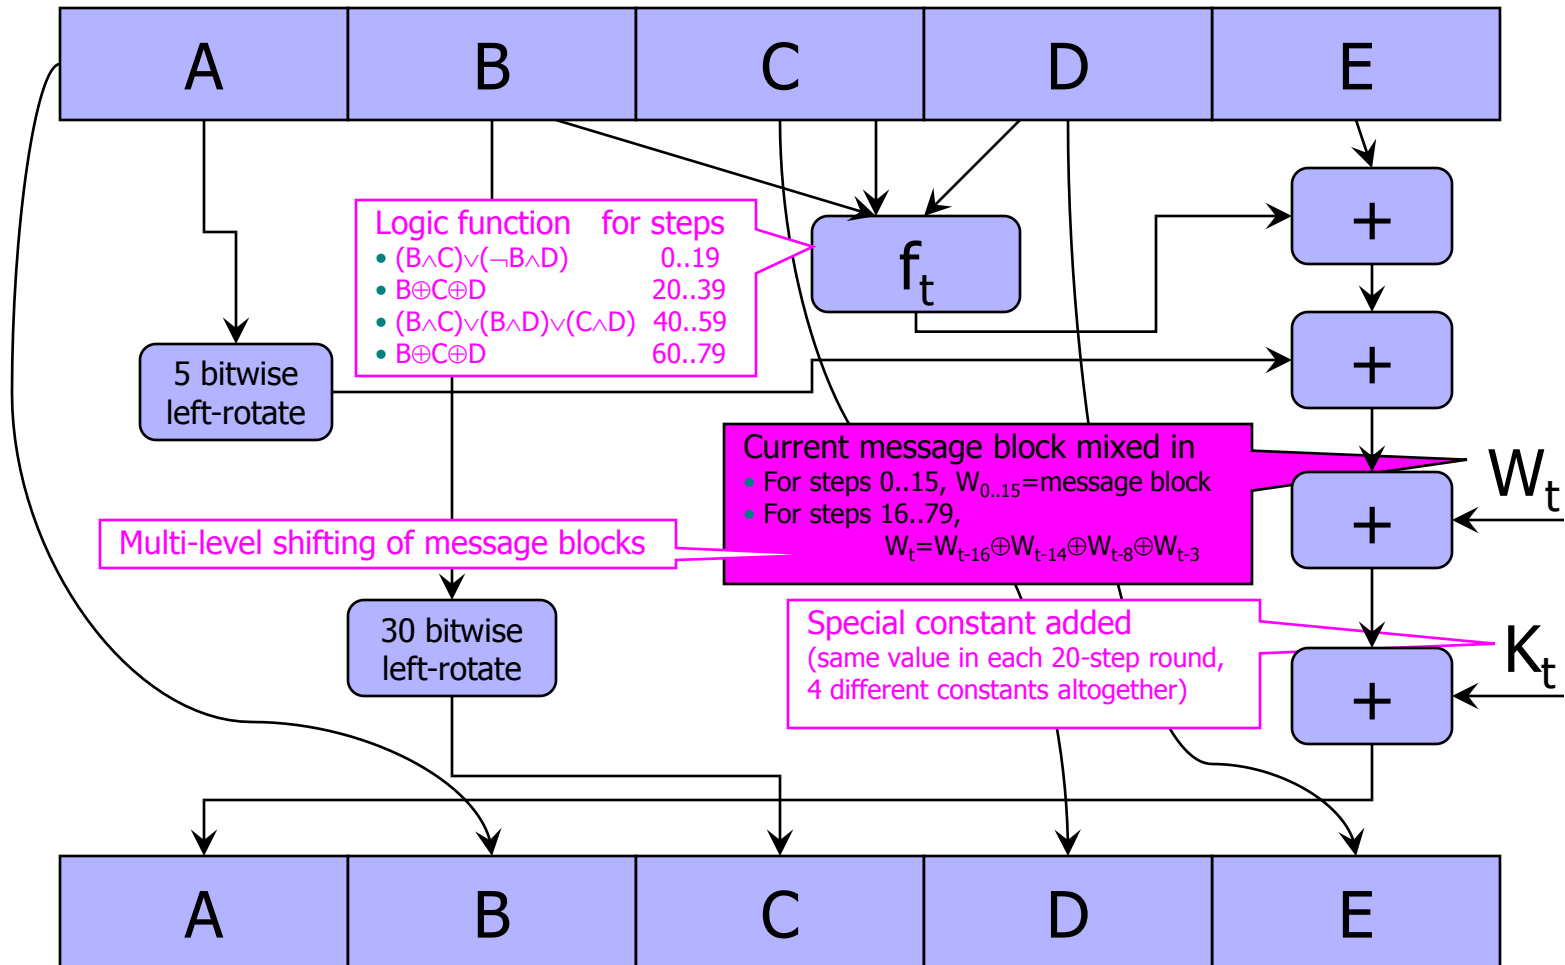 A B C D E
Logic function for steps
• (B∧C)∨(¬B∧D) 0..19
• B⊕C⊕D 20..39
• (B∧C)∨(B∧D)∨(C∧D) 40..59
• B⊕C⊕D 60..79
fₜ
+
+
5 bitwise
left-rotate
Current message block mixed in
• For steps 0..15, W₀..₁₅=message block
• For steps 16..79,
Wₜ=Wₜ₋₁₆⊕Wₜ₋₁₄⊕Wₜ₋₈⊕Wₜ₋₃
+
Wₜ
Multi-level shifting of message blocks
30 bitwise
left-rotate
Special constant added
(same value in each 20-step round,
4 different constants altogether)
+
Kₜ
A B C D E